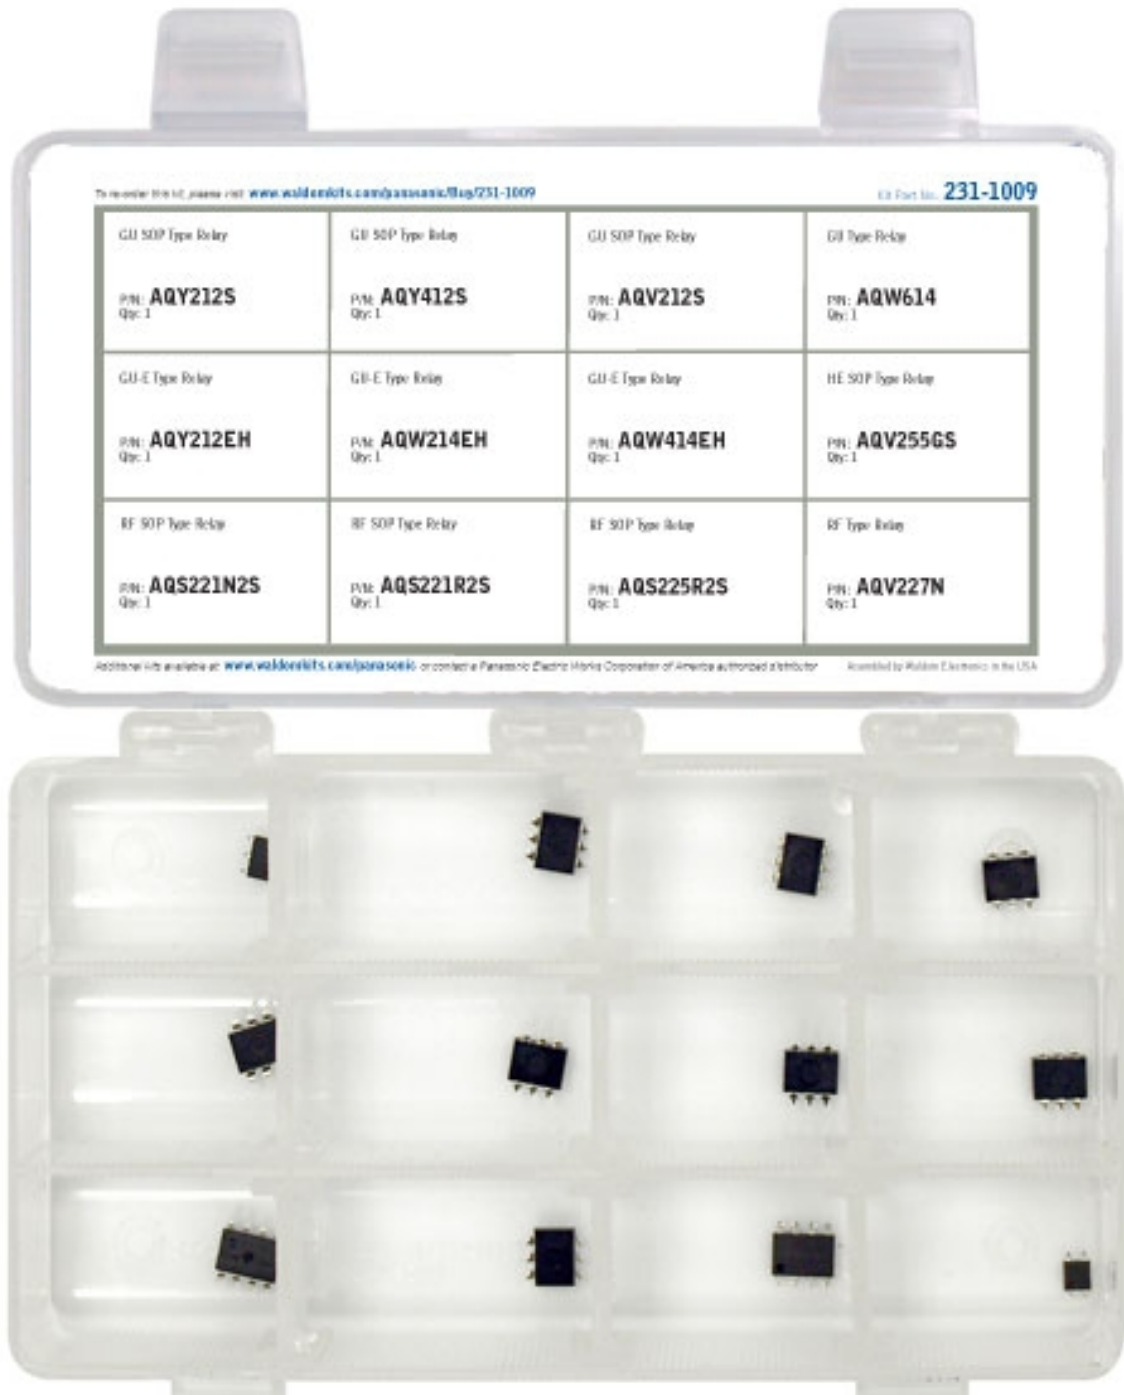 To re-order this kit, please visit www.waldomkits.com/panasonic/Buy/231-1009
Kit Part No. 231-1009
GU SOP Type Relay
P/N: AQY212S
Qty: 1
GU SOP Type Relay
P/N: AQY412S
Qty: 1
GU SOP Type Relay
P/N: AQV212S
Qty: 1
GU Type Relay
P/N: AQW614
Qty: 1
GU-E Type Relay
P/N: AQY212EH
Qty: 1
GU-E Type Relay
P/N: AQW214EH
Qty: 1
GU-E Type Relay
P/N: AQW414EH
Qty: 1
HE SOP Type Relay
P/N: AQV255GS
Qty: 1
RF SOP Type Relay
P/N: AQS221N2S
Qty: 1
RF SOP Type Relay
P/N: AQS221R2S
Qty: 1
RF SOP Type Relay
P/N: AQS225R2S
Qty: 1
RF Type Relay
P/N: AQV227N
Qty: 1
Additional kits available at: www.waldomkits.com/panasonic or contact a Panasonic Electric Works Corporation of America authorized distributor
Assembled by Waldom Electronics in the USA